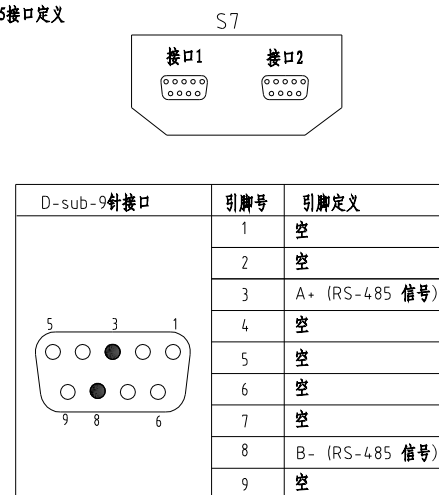 5接口定义
S7
接口1 接口2
D-sub-9针接口 引脚号 引脚定义
1 空
2 空
3 A+ (RS-485 信号)
4 空
5 空
6 空
7 空
8 B- (RS-485 信号)
9 空
5 3 1
9 8 6